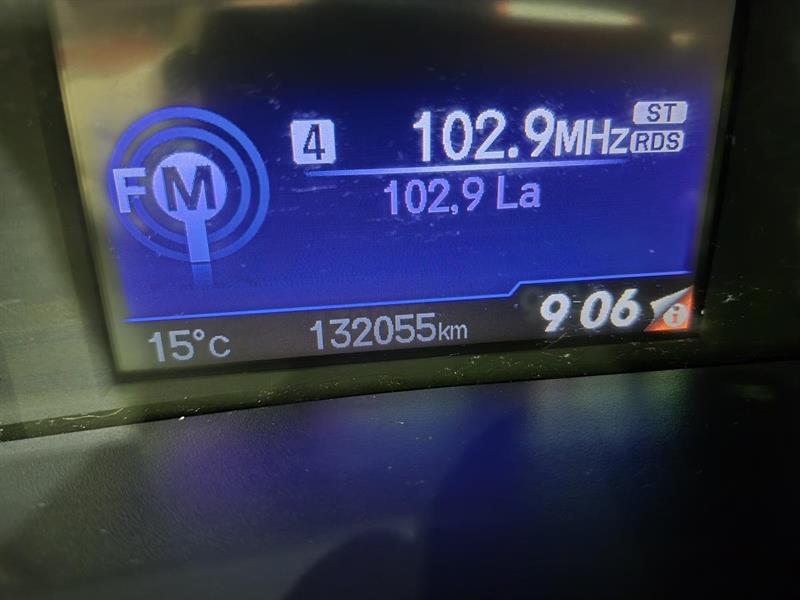 FM
4 102.9MHz ST RDS
102,9 La
15°c 132055km 9 06 i